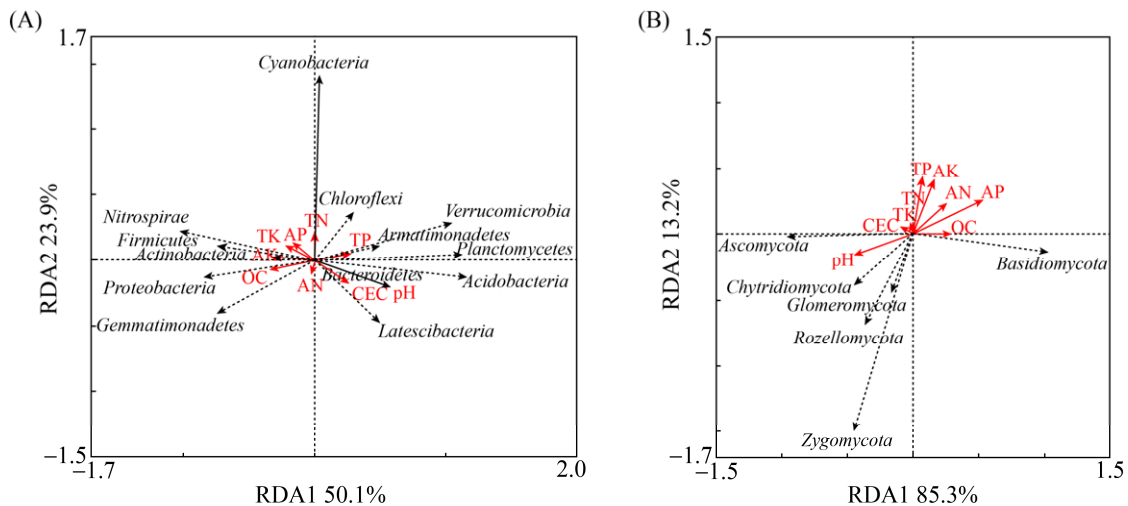 (A)
1.7
Cyanobacteria
Chloroflexi
Nitrospirae
Verrucomicrobia
TN
TK AP
TP
Armatimonadetes
Firmicutes
Actinobacteria
AK
Planctomycetes
Bacteroidetes
Proteobacteria
OC
AN
Acidobacteria
CEC pH
Gemmatimonadetes
Latescibacteria
RDA2 23.9%
−1.5
−1.7
2.0
RDA1 50.1%
(B)
1.5
TP AK
TN
AN
AP
TK
CEC
OC
Ascomycota
pH
Basidiomycota
Chytridiomycota
Glomeromycota
Rozellomycota
Zygomycota
RDA2 13.2%
−1.7
−1.5
1.5
RDA1 85.3%